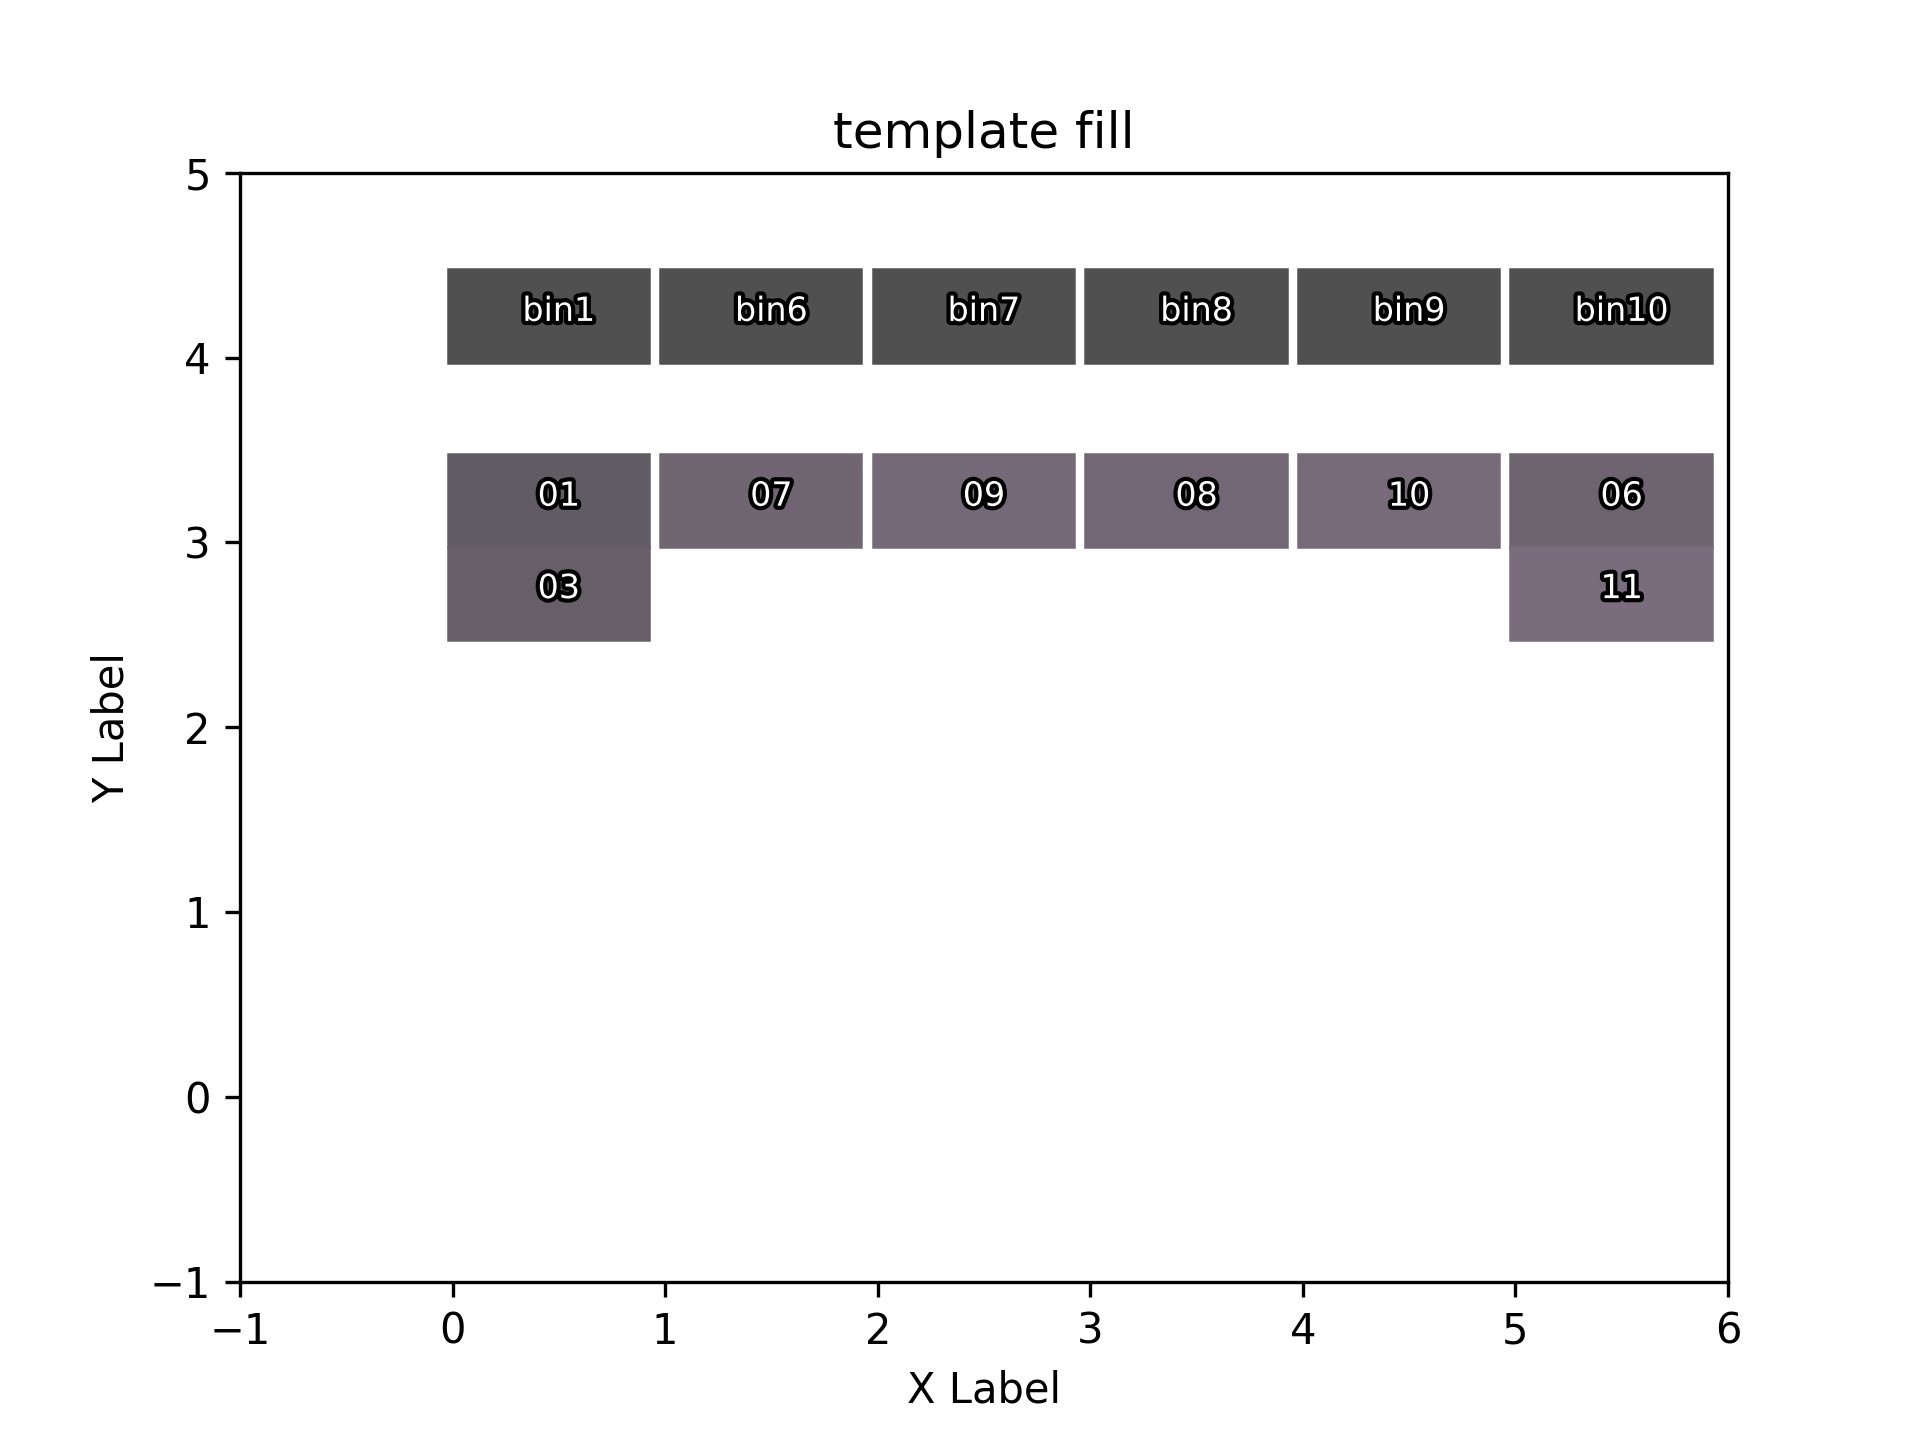 template fill
5
bin1 bin6 bin7 bin8 bin9 bin10
4
01 07 09 08 10 06
3
03 11
2
Y Label
1
0
−1
−1 0 1 2 3 4 5 6
X Label